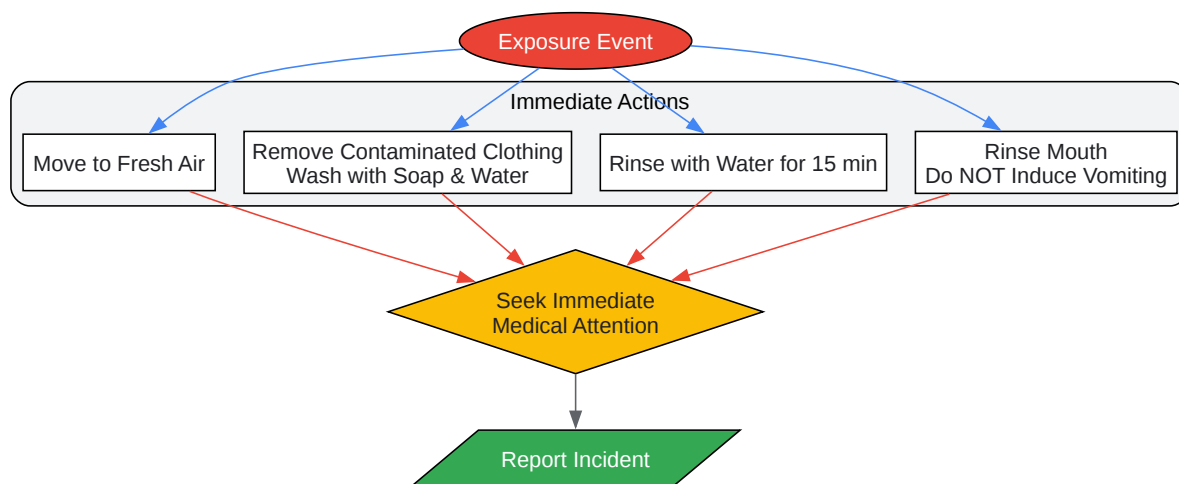 Exposure Event
Immediate Actions
Move to Fresh Air
Remove Contaminated Clothing
Wash with Soap & Water
Rinse with Water for 15 min
Rinse Mouth
Do NOT Induce Vomiting
Seek Immediate
Medical Attention
Report Incident